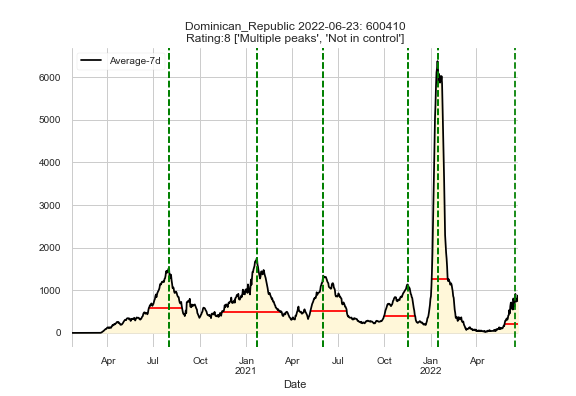 Dominican_Republic 2022-06-23: 600410
Rating:8 ['Multiple peaks', 'Not in control']
Average-7d
6000
5000
4000
3000
2000
1000
0
Apr Jul Oct Jan Apr Jul Oct Jan Apr
2021 2022
Date